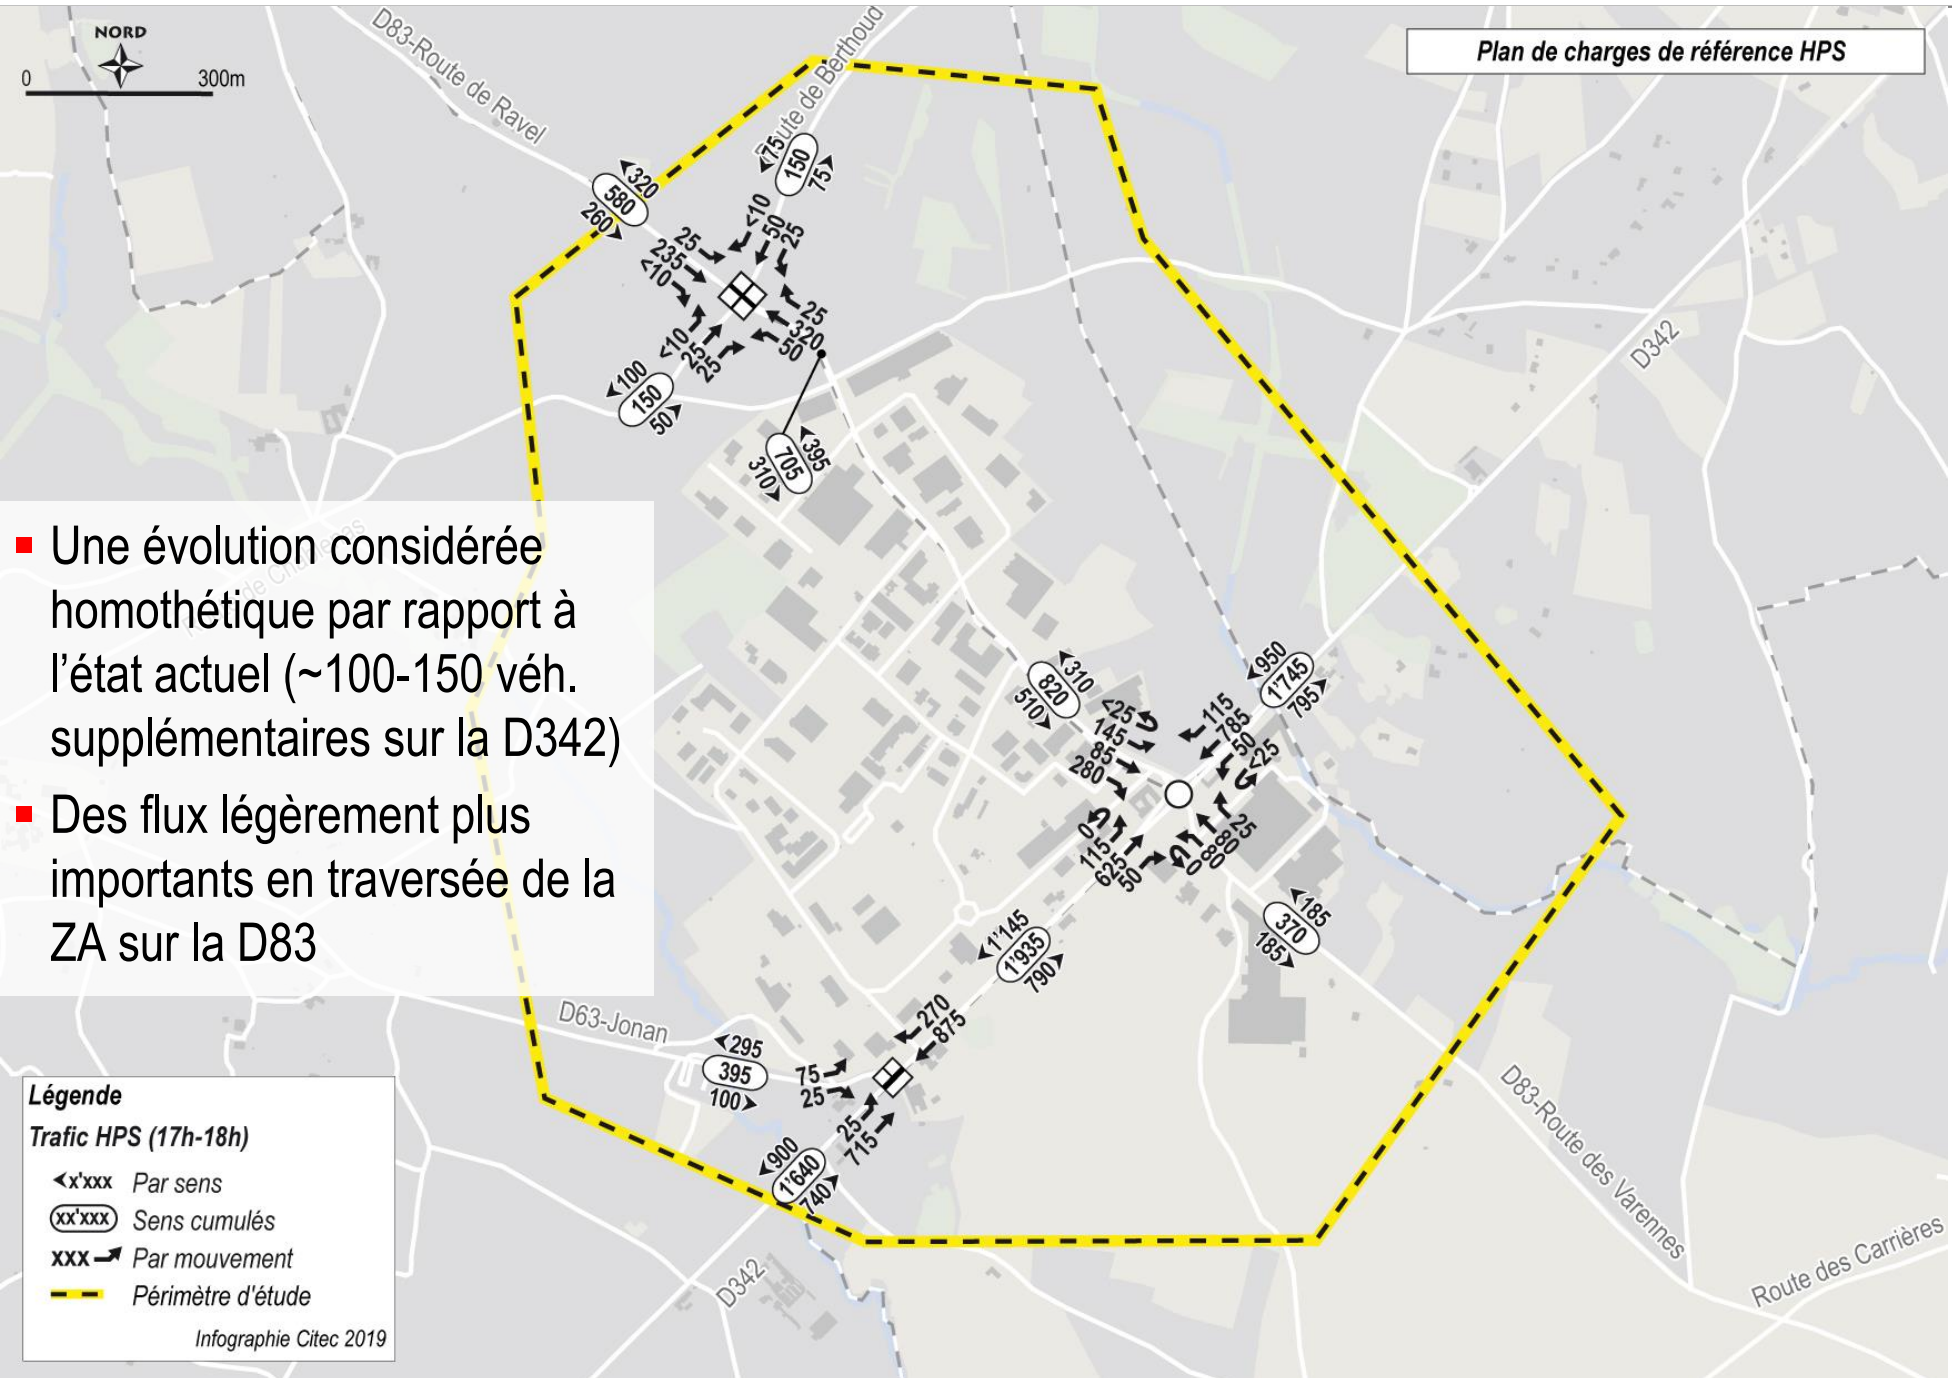 NORD
0 300m
Plan de charges de référence HPS
D83-Route de Ravel
Route de Berthoud
75
150
75
320
580
260
<10
50
25
25
235
<10
25
320
50
<10
25
25
100
150
50
395
705
310
D342
Une évolution considérée
homothétique par rapport à
l'état actuel (~100-150 véh.
supplémentaires sur la D342)
Des flux légèrement plus
importants en traversée de la
ZA sur la D83
310
820
510
950
1'745
795
<25
145
85
280
115
785
50
<25
0
115
625
50
25
80
80
0
185
370
185
1'145
1'935
790
D63-Jonan
295
395
100
270
875
75
25
25
715
900
1'640
740
D342
D83-Route des Varennes
Route des Carrières
Légende
Trafic HPS (17h-18h)
x'xxx Par sens
xx'xxx Sens cumulés
xxx Par mouvement
Périmètre d'étude
Infographie Citec 2019